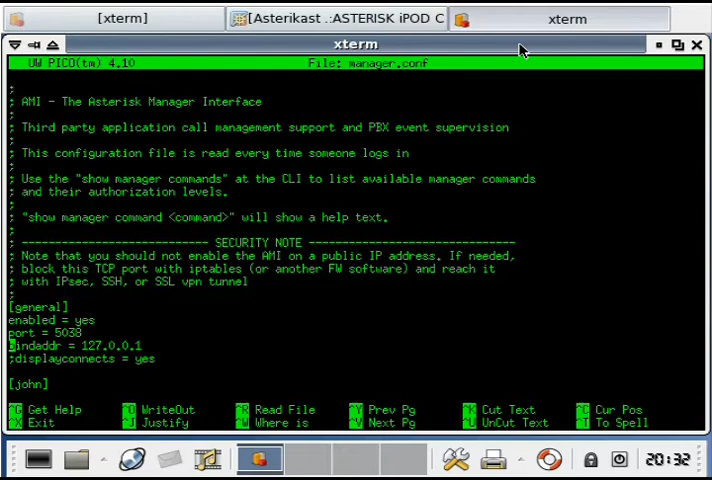 [xterm]
[Asterikast .:ASTERISK iPOD C
xterm
xterm
UW PICO(tm) 4.10 File: manager.conf
;
; AMI - The Asterisk Manager Interface
;
; Third party application call management support and PBX event supervision
;
; This configuration file is read every time someone logs in
;
; Use the "show manager commands" at the CLI to list available manager commands
; and their authorization levels.
;
; "show manager command <command>" will show a help text.
;
; ---------------------------- SECURITY NOTE -------------------------------
; Note that you should not enable the AMI on a public IP address. If needed,
; block this TCP port with iptables (or another FW software) and reach it
; with IPsec, SSH, or SSL vpn tunnel
;
[general]
enabled = yes
port = 5038
bindaddr = 127.0.0.1
;displayconnects = yes
[john]
^G Get Help ^O WriteOut ^R Read File ^Y Prev Pg ^K Cut Text ^C Cur Pos
^X Exit ^J Justify ^W Where is ^V Next Pg ^U UnCut Text ^T To Spell
20:32